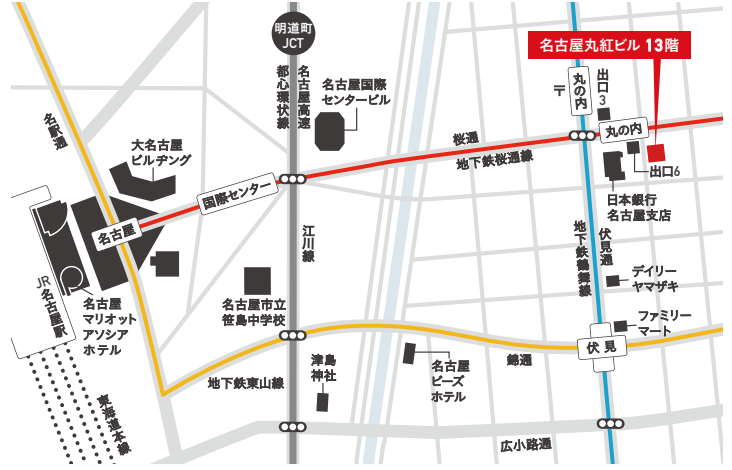 明道町
JCT
名古屋丸紅ビル 13階
名駅通
都心環状線
名古屋高速
名古屋国際
センタービル
丸の内
出口3
〒
丸の内
桜通
地下鉄桜通線
大名古屋
ビルヂング
国際センター
出口6
日本銀行
名古屋支店
名古屋
江川線
地下鉄鶴舞線
伏見通
デイリー
ヤマザキ
JR名古屋駅
名古屋
マリオット
アソシア
ホテル
名古屋市立
笹島中学校
ファミリー
マート
伏見
地下鉄東山線
津島
神社
名古屋
ビーズ
ホテル
錦通
東海道本線
広小路通